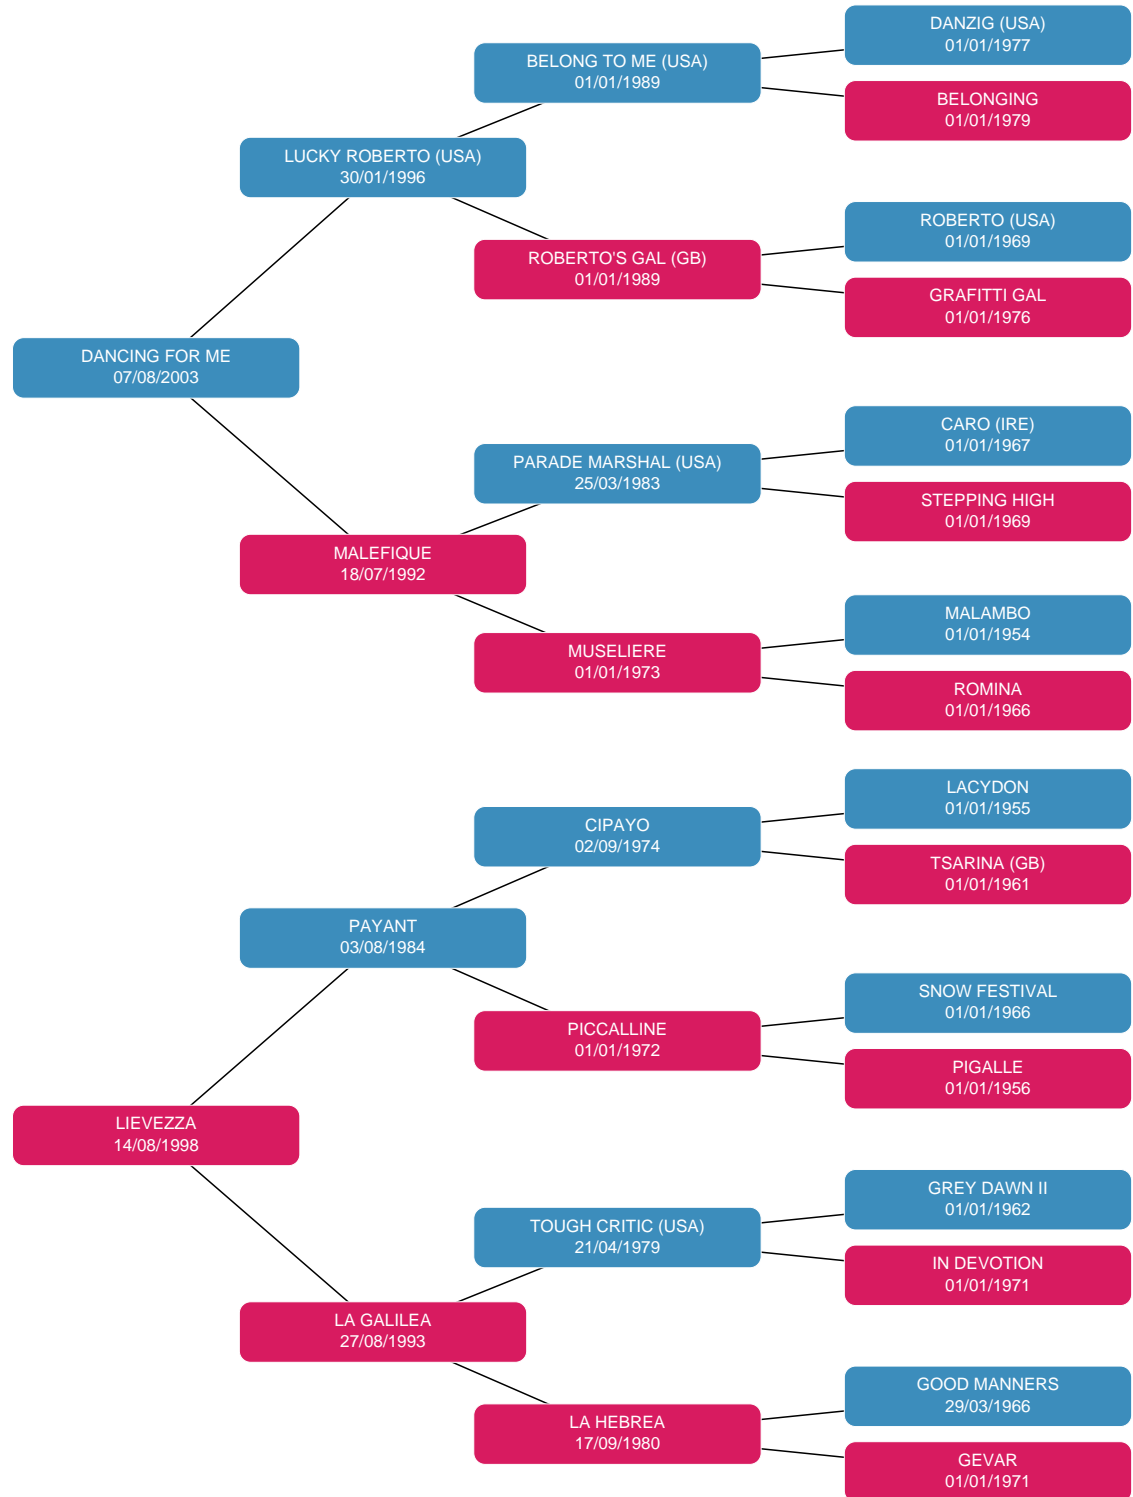 DANZIG (USA)
01/01/1977
BELONG TO ME (USA)
01/01/1989
BELONGING
01/01/1979
LUCKY ROBERTO (USA)
30/01/1996
ROBERTO (USA)
01/01/1969
ROBERTO'S GAL (GB)
01/01/1989
GRAFITTI GAL
01/01/1976
DANCING FOR ME
07/08/2003
CARO (IRE)
01/01/1967
PARADE MARSHAL (USA)
25/03/1983
STEPPING HIGH
01/01/1969
MALEFIQUE
18/07/1992
MALAMBO
01/01/1954
MUSELIERE
01/01/1973
ROMINA
01/01/1966
LACYDON
01/01/1955
CIPAYO
02/09/1974
TSARINA (GB)
01/01/1961
PAYANT
03/08/1984
SNOW FESTIVAL
01/01/1966
PICCALLINE
01/01/1972
PIGALLE
01/01/1956
LIEVEZZA
14/08/1998
GREY DAWN II
01/01/1962
TOUGH CRITIC (USA)
21/04/1979
IN DEVOTION
01/01/1971
LA GALILEA
27/08/1993
GOOD MANNERS
29/03/1966
LA HEBREA
17/09/1980
GEVAR
01/01/1971